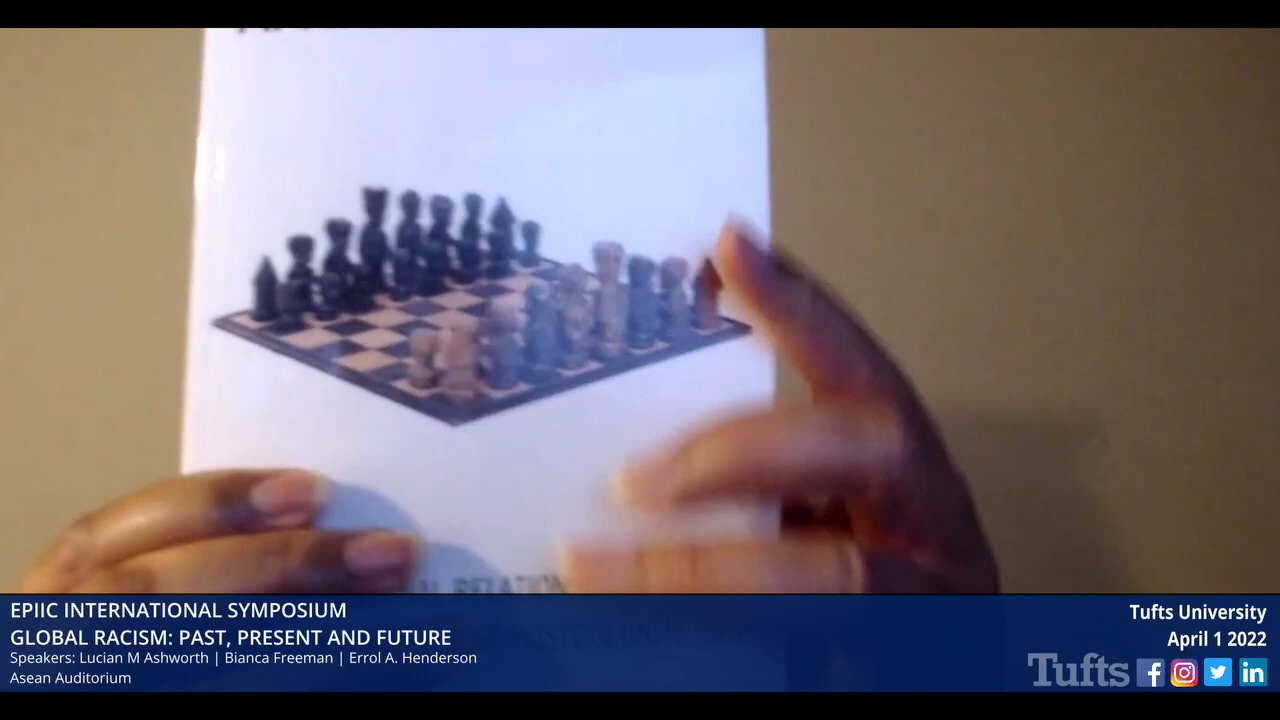 EPIIC INTERNATIONAL SYMPOSIUM
GLOBAL RACISM: PAST, PRESENT AND FUTURE
Speakers: Lucian M Ashworth | Bianca Freeman | Errol A. Henderson
Asean Auditorium
Tufts University
April 1 2022
Tufts